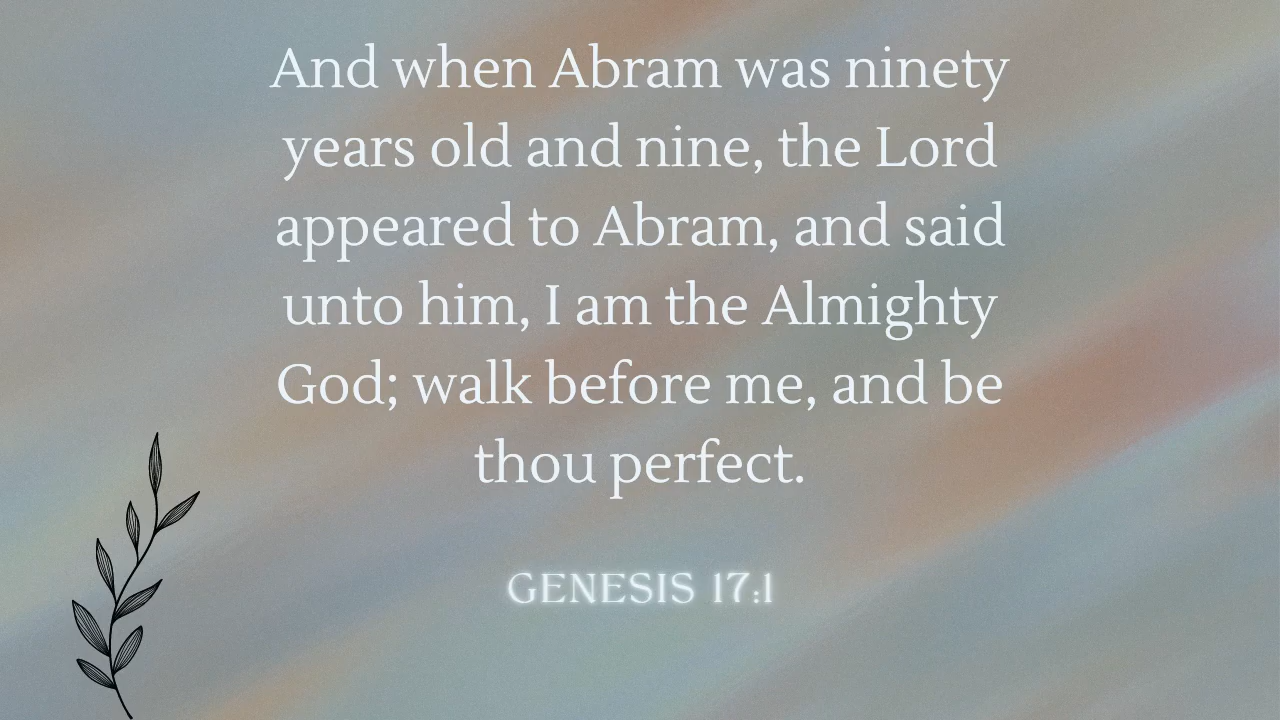 And when Abram was ninety
years old and nine, the Lord
appeared to Abram, and said
unto him, I am the Almighty
God; walk before me, and be
thou perfect.
GENESIS 17:1